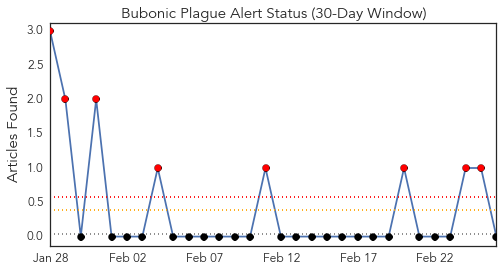 Bubonic Plague Alert Status (30-Day Window)
Articles Found
3.0
2.5
2.0
1.5
1.0
0.5
0.0
Jan 28
Feb 02
Feb 07
Feb 12
Feb 17
Feb 22